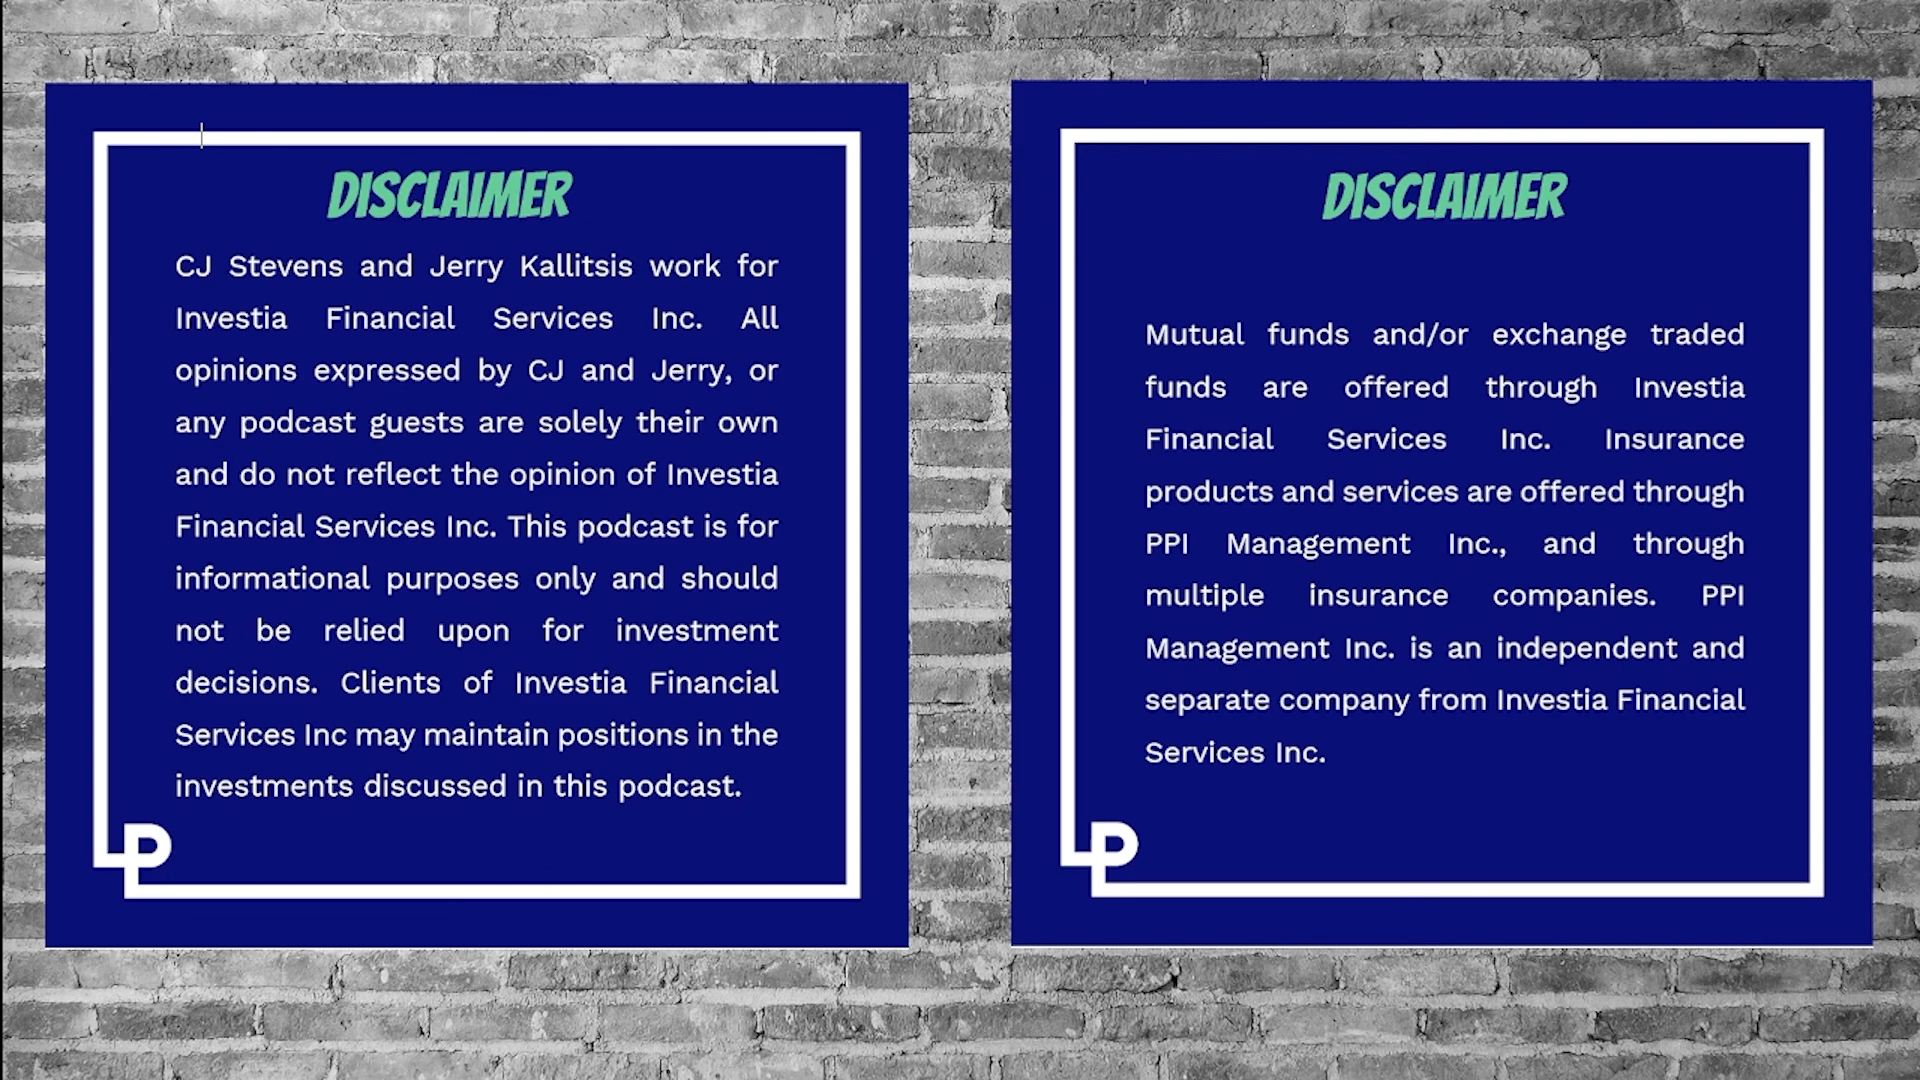 DISCLAIMER
CJ Stevens and Jerry Kallitsis work for
Investia Financial Services Inc. All
opinions expressed by CJ and Jerry, or
any podcast guests are solely their own
and do not reflect the opinion of Investia
Financial Services Inc. This podcast is for
informational purposes only and should
not be relied upon for investment
decisions. Clients of Investia Financial
Services Inc may maintain positions in the
investments discussed in this podcast.
DISCLAIMER
Mutual funds and/or exchange traded
funds are offered through Investia
Financial Services Inc. Insurance
products and services are offered through
PPI Management Inc., and through
multiple insurance companies. PPI
Management Inc. is an independent and
separate company from Investia Financial
Services Inc.